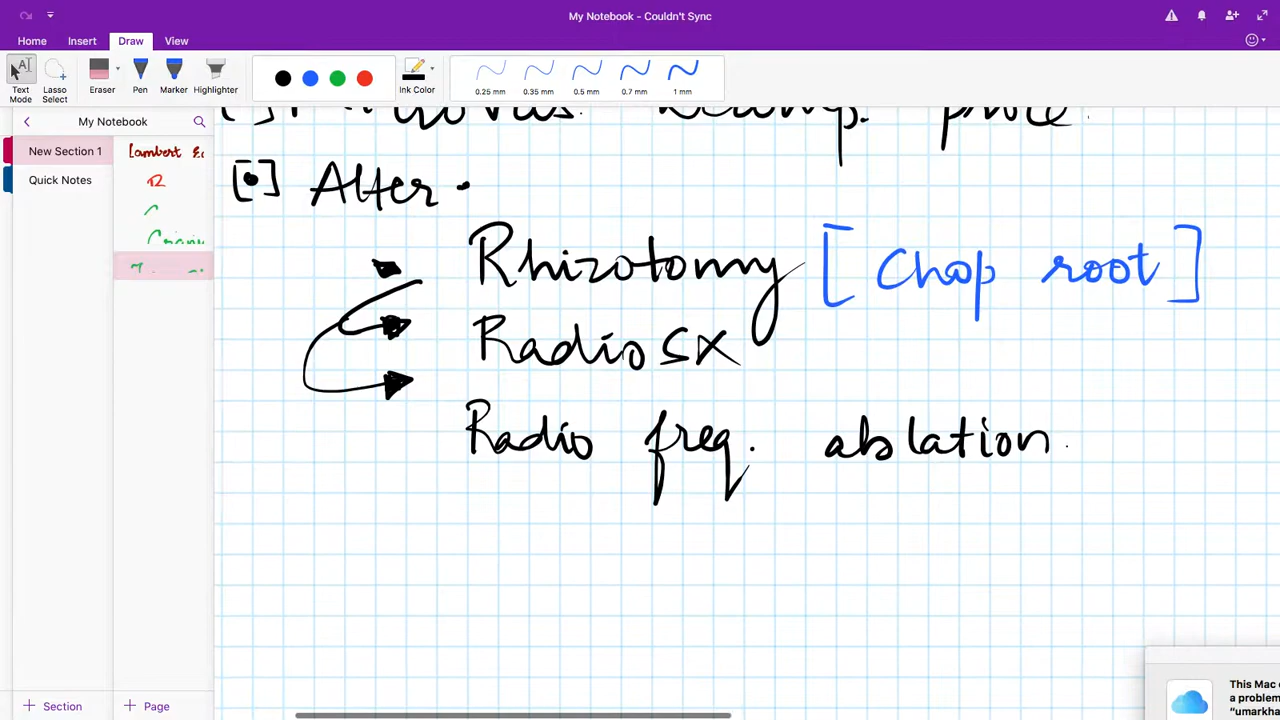 My Notebook - Couldn't Sync
Home Insert Draw View
Text Mode
Lasso Select
Eraser
Pen
Marker
Highlighter
Ink Color
0.25 mm
0.35 mm
0.5 mm
0.7 mm
1 mm
My Notebook
New Section 1
Quick Notes
Lambert
[•] Alter.
Rhizotomy [Chop root]
Radio SX
Radio freq. ablation.
+ Section
+ Page
This Mac
a problem
"umarkha